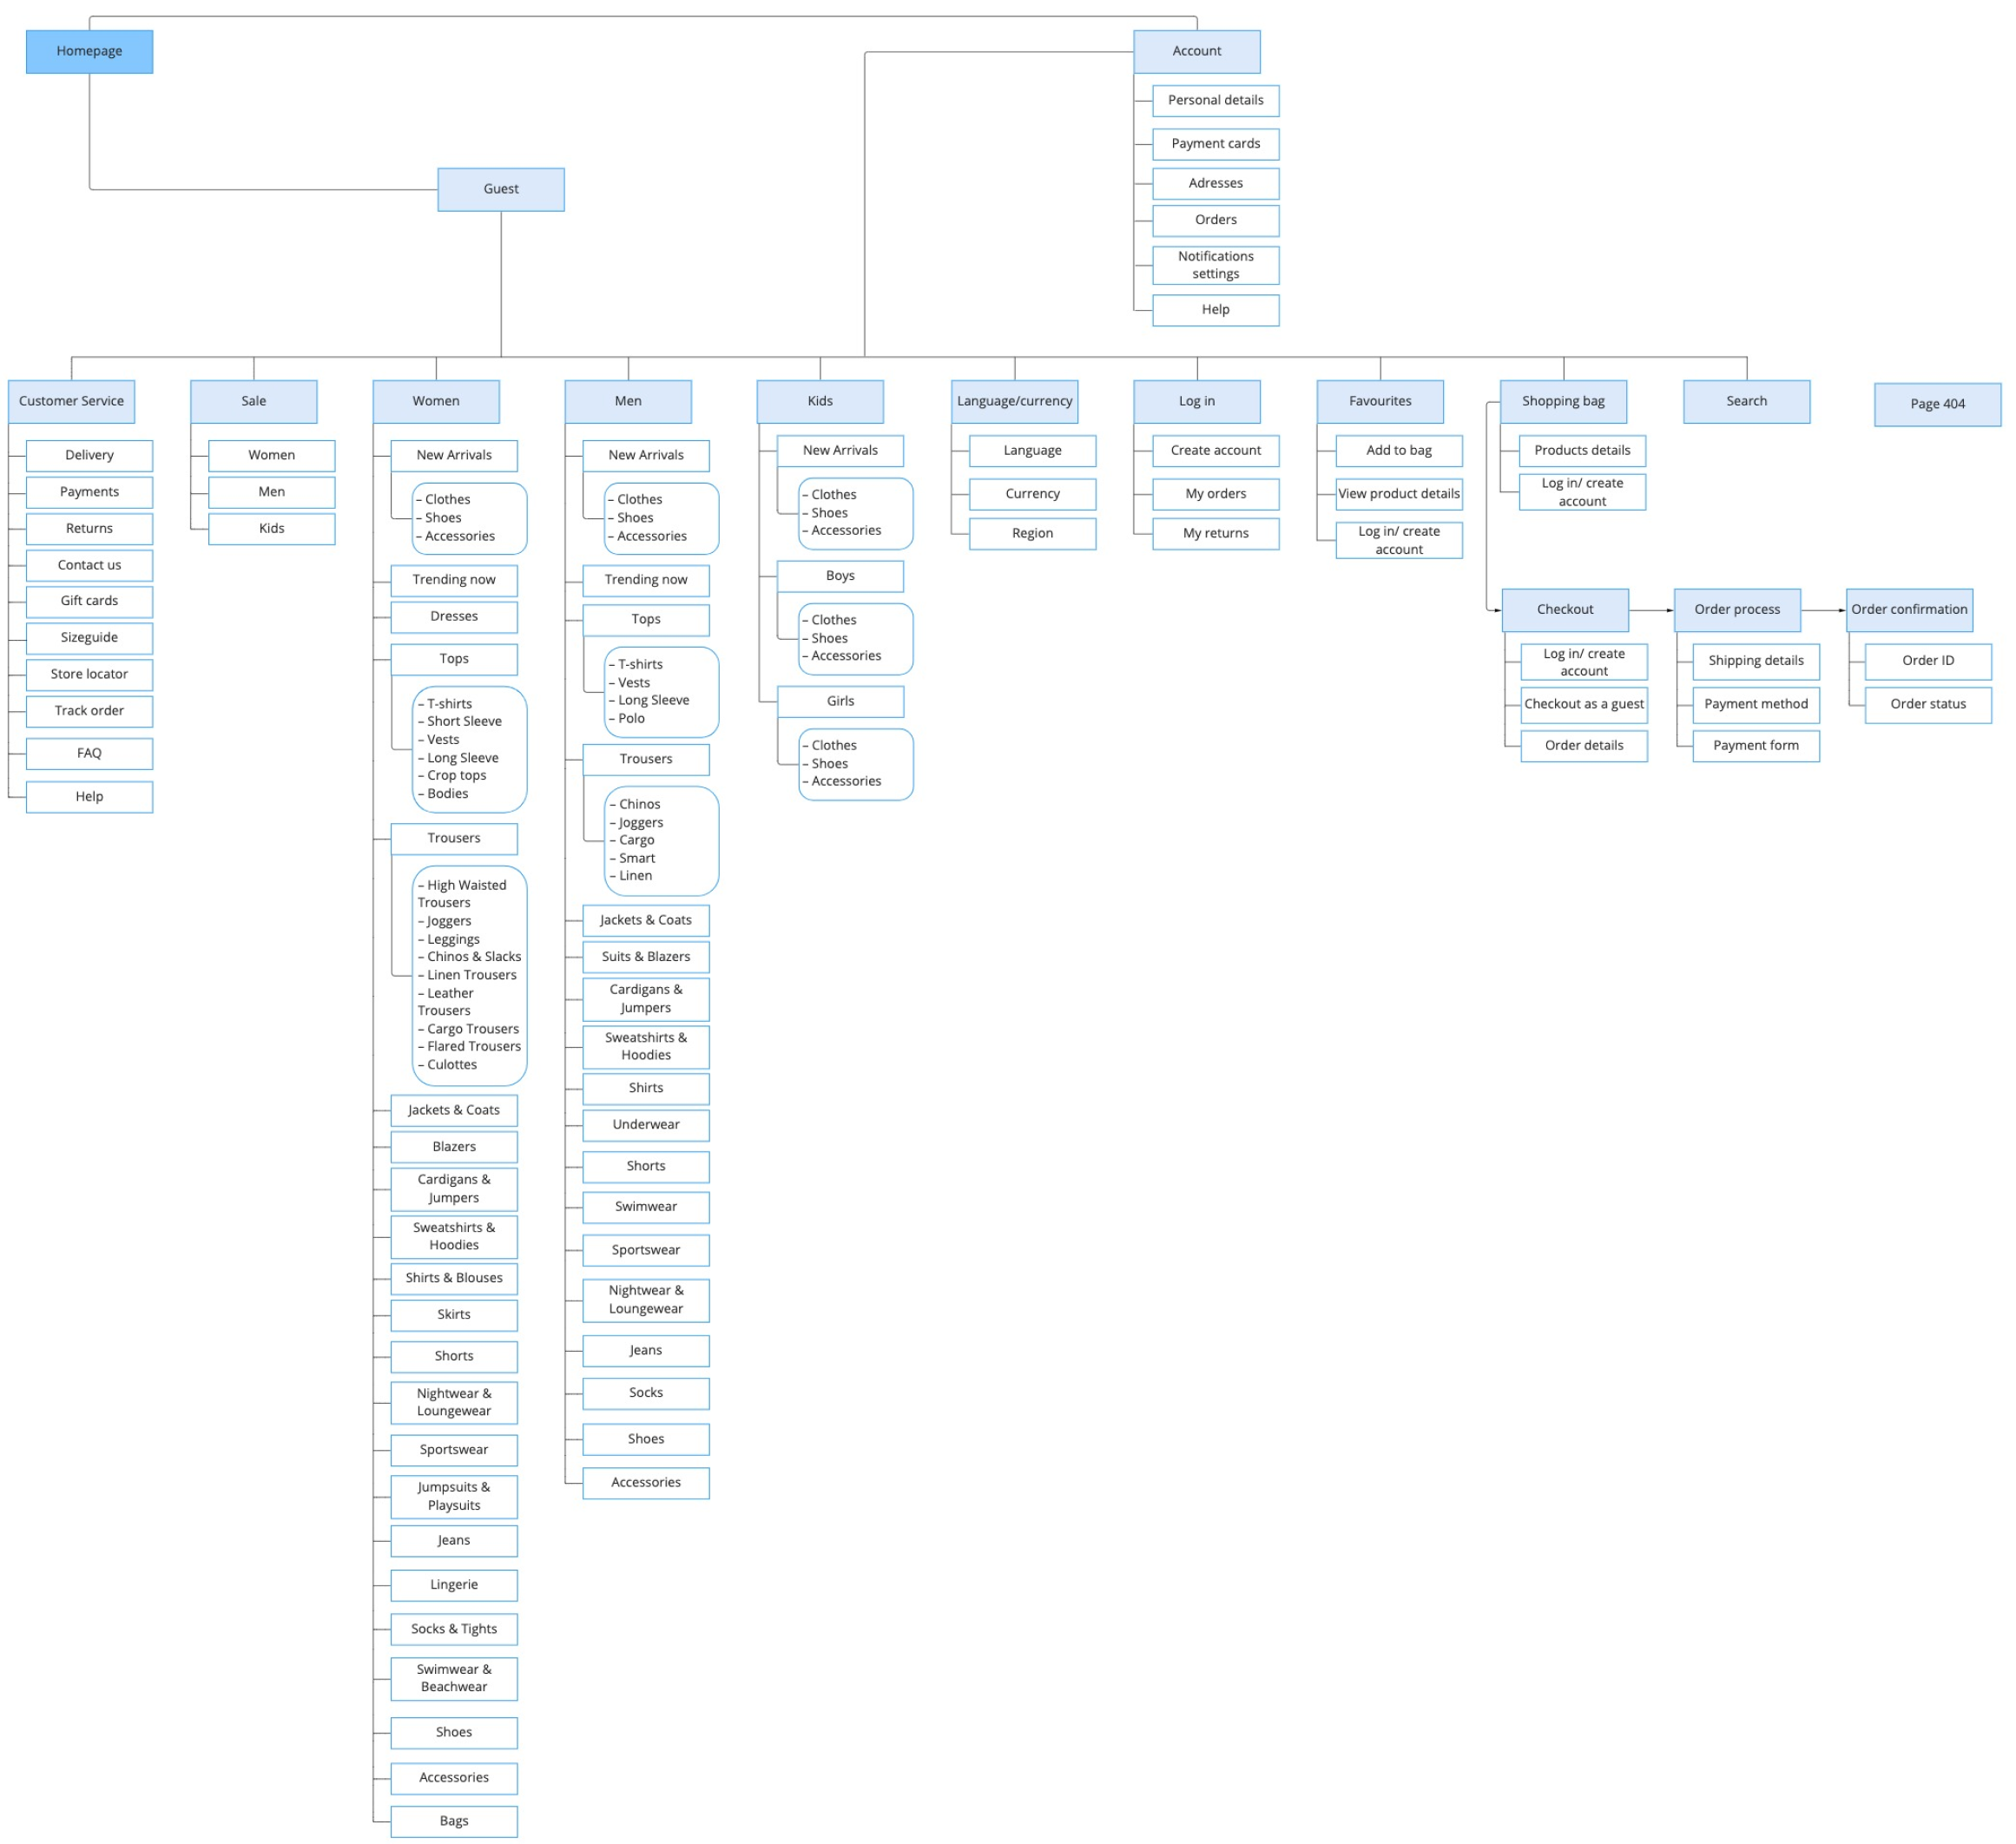 Homepage
Account
Personal details
Payment cards
Adresses
Orders
Notifications
settings
Help
Guest
Customer Service
Delivery
Payments
Returns
Contact us
Gift cards
Sizeguide
Store locator
Track order
FAQ
Help
Sale
Women
Men
Kids
Women
New Arrivals
– Clothes
– Shoes
– Accessories
Trending now
Dresses
Tops
– T-shirts
– Short Sleeve
– Vests
– Long Sleeve
– Crop tops
– Bodies
Trousers
– High Waisted
Trousers
– Joggers
– Leggings
– Chinos & Slacks
– Linen Trousers
– Leather
Trousers
– Cargo Trousers
– Flared Trousers
– Culottes
Jackets & Coats
Blazers
Cardigans &
Jumpers
Sweatshirts &
Hoodies
Shirts & Blouses
Skirts
Shorts
Nightwear &
Loungewear
Sportswear
Jumpsuits &
Playsuits
Jeans
Lingerie
Socks & Tights
Swimwear &
Beachwear
Shoes
Accessories
Bags
Men
New Arrivals
– Clothes
– Shoes
– Accessories
Trending now
Tops
– T-shirts
– Vests
– Long Sleeve
– Polo
Trousers
– Chinos
– Joggers
– Cargo
– Smart
– Linen
Jackets & Coats
Suits & Blazers
Cardigans &
Jumpers
Sweatshirts &
Hoodies
Shirts
Underwear
Shorts
Swimwear
Sportswear
Nightwear &
Loungewear
Jeans
Socks
Shoes
Accessories
Kids
New Arrivals
– Clothes
– Shoes
– Accessories
Boys
– Clothes
– Shoes
– Accessories
Girls
– Clothes
– Shoes
– Accessories
Language/currency
Language
Currency
Region
Log in
Create account
My orders
My returns
Favourites
Add to bag
View product details
Log in/ create
account
Shopping bag
Products details
Log in/ create
account
Search
Page 404
Checkout
Log in/ create
account
Checkout as a guest
Order details
Order process
Shipping details
Payment method
Payment form
Order confirmation
Order ID
Order status